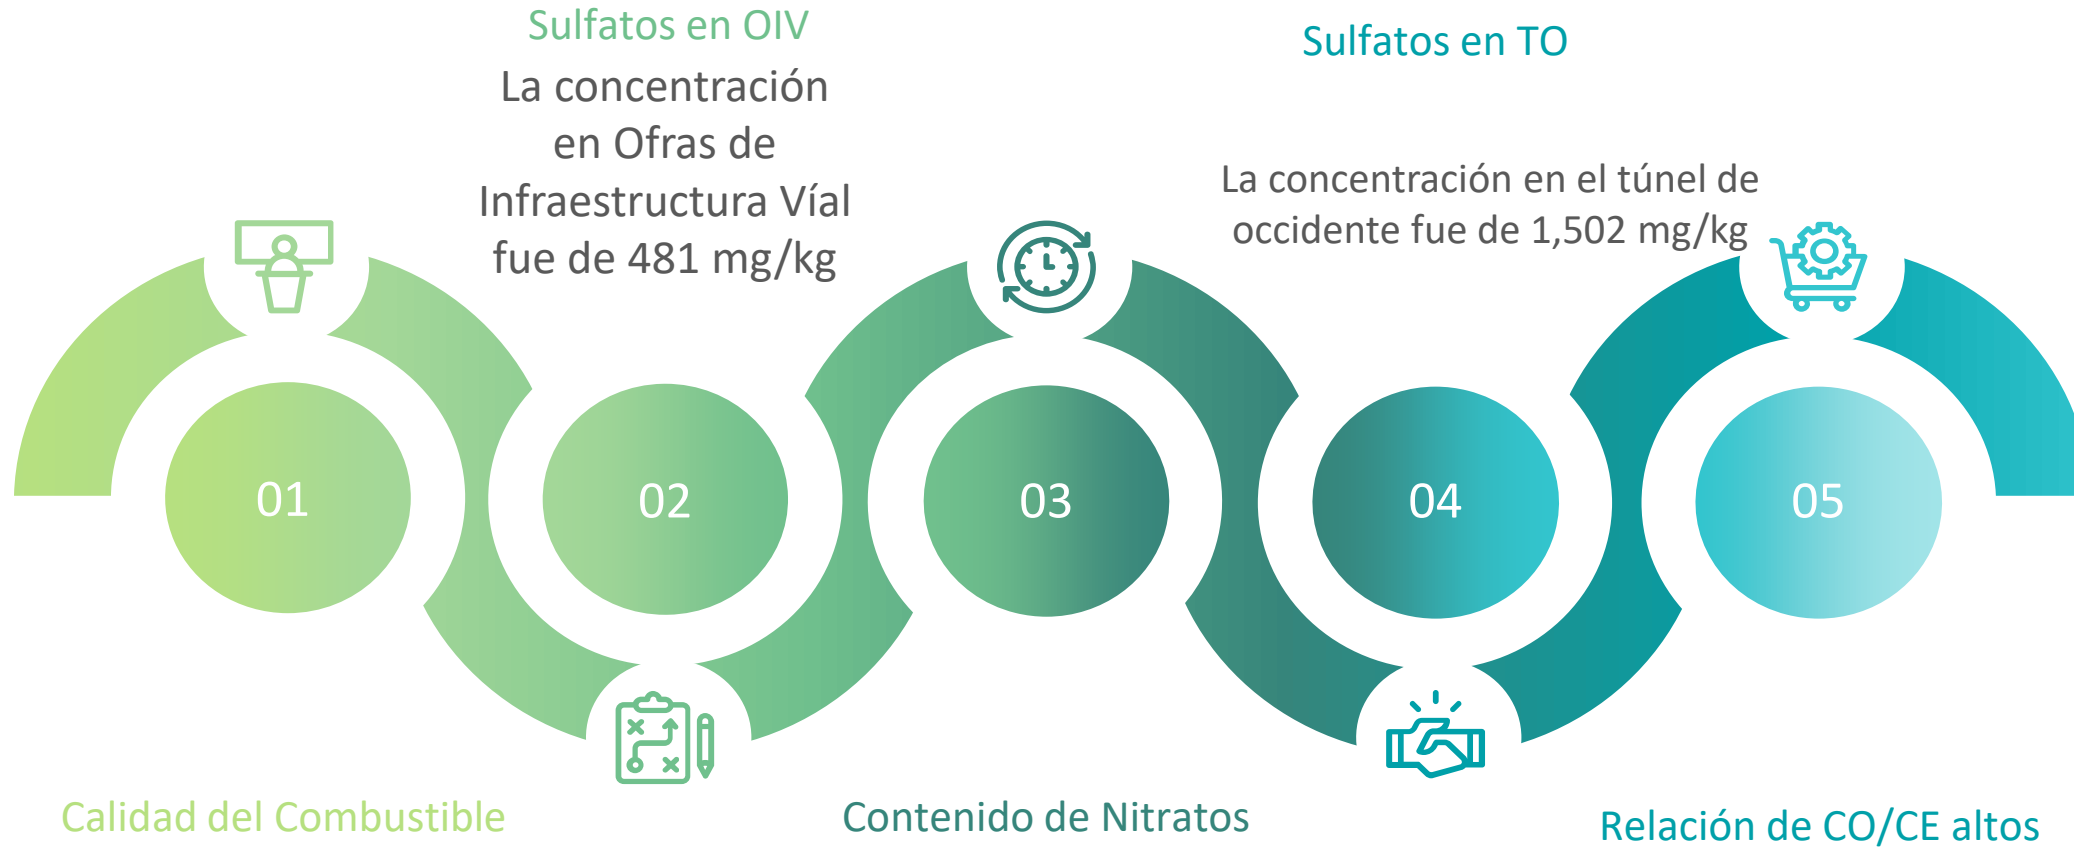 Sulfatos en OIV
La concentración
en Ofras de
Infraestructura Víal
fue de 481 mg/kg
Sulfatos en TO
La concentración en el túnel de
occidente fue de 1,502 mg/kg
01
02
03
04
05
Calidad del Combustible
Contenido de Nitratos
Relación de CO/CE altos